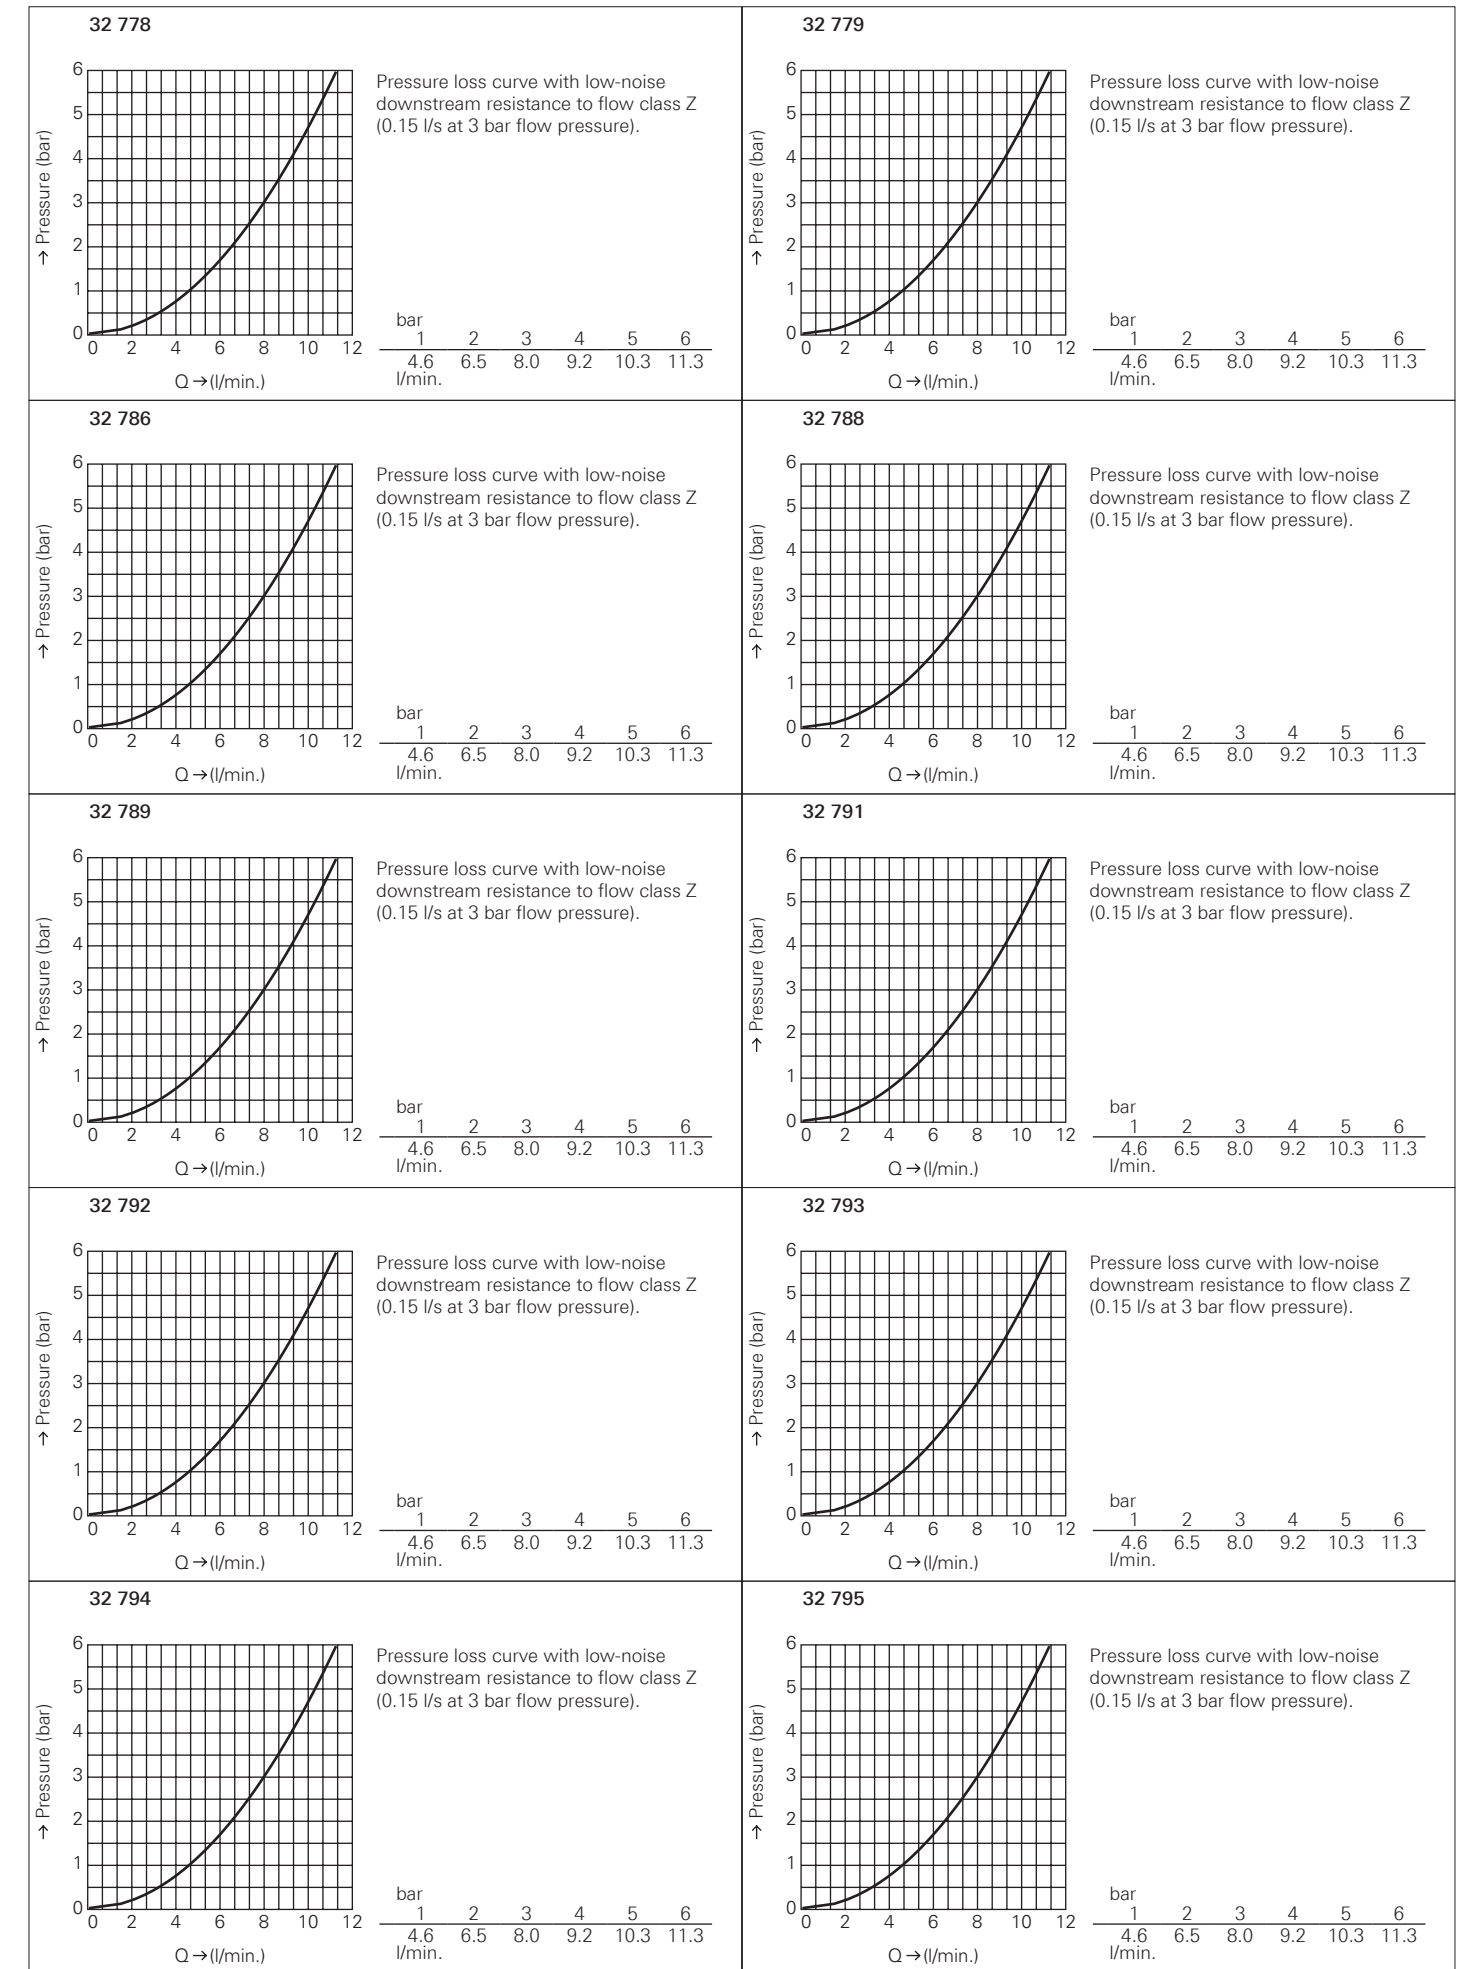 32 778
6
5
4
3
2
1
0
→ Pressure (bar)
0 2 4 6 8 10 12
Q → (l/min.)
Pressure loss curve with low-noise
downstream resistance to flow class Z
(0.15 l/s at 3 bar flow pressure).
bar
1 2 3 4 5 6
4.6 6.5 8.0 9.2 10.3 11.3
l/min.
32 779
6
5
4
3
2
1
0
→ Pressure (bar)
0 2 4 6 8 10 12
Q → (l/min.)
Pressure loss curve with low-noise
downstream resistance to flow class Z
(0.15 l/s at 3 bar flow pressure).
bar
1 2 3 4 5 6
4.6 6.5 8.0 9.2 10.3 11.3
l/min.
32 786
6
5
4
3
2
1
0
→ Pressure (bar)
0 2 4 6 8 10 12
Q → (l/min.)
Pressure loss curve with low-noise
downstream resistance to flow class Z
(0.15 l/s at 3 bar flow pressure).
bar
1 2 3 4 5 6
4.6 6.5 8.0 9.2 10.3 11.3
l/min.
32 788
6
5
4
3
2
1
0
→ Pressure (bar)
0 2 4 6 8 10 12
Q → (l/min.)
Pressure loss curve with low-noise
downstream resistance to flow class Z
(0.15 l/s at 3 bar flow pressure).
bar
1 2 3 4 5 6
4.6 6.5 8.0 9.2 10.3 11.3
l/min.
32 789
6
5
4
3
2
1
0
→ Pressure (bar)
0 2 4 6 8 10 12
Q → (l/min.)
Pressure loss curve with low-noise
downstream resistance to flow class Z
(0.15 l/s at 3 bar flow pressure).
bar
1 2 3 4 5 6
4.6 6.5 8.0 9.2 10.3 11.3
l/min.
32 791
6
5
4
3
2
1
0
→ Pressure (bar)
0 2 4 6 8 10 12
Q → (l/min.)
Pressure loss curve with low-noise
downstream resistance to flow class Z
(0.15 l/s at 3 bar flow pressure).
bar
1 2 3 4 5 6
4.6 6.5 8.0 9.2 10.3 11.3
l/min.
32 792
6
5
4
3
2
1
0
→ Pressure (bar)
0 2 4 6 8 10 12
Q → (l/min.)
Pressure loss curve with low-noise
downstream resistance to flow class Z
(0.15 l/s at 3 bar flow pressure).
bar
1 2 3 4 5 6
4.6 6.5 8.0 9.2 10.3 11.3
l/min.
32 793
6
5
4
3
2
1
0
→ Pressure (bar)
0 2 4 6 8 10 12
Q → (l/min.)
Pressure loss curve with low-noise
downstream resistance to flow class Z
(0.15 l/s at 3 bar flow pressure).
bar
1 2 3 4 5 6
4.6 6.5 8.0 9.2 10.3 11.3
l/min.
32 794
6
5
4
3
2
1
0
→ Pressure (bar)
0 2 4 6 8 10 12
Q → (l/min.)
Pressure loss curve with low-noise
downstream resistance to flow class Z
(0.15 l/s at 3 bar flow pressure).
bar
1 2 3 4 5 6
4.6 6.5 8.0 9.2 10.3 11.3
l/min.
32 795
6
5
4
3
2
1
0
→ Pressure (bar)
0 2 4 6 8 10 12
Q → (l/min.)
Pressure loss curve with low-noise
downstream resistance to flow class Z
(0.15 l/s at 3 bar flow pressure).
bar
1 2 3 4 5 6
4.6 6.5 8.0 9.2 10.3 11.3
l/min.